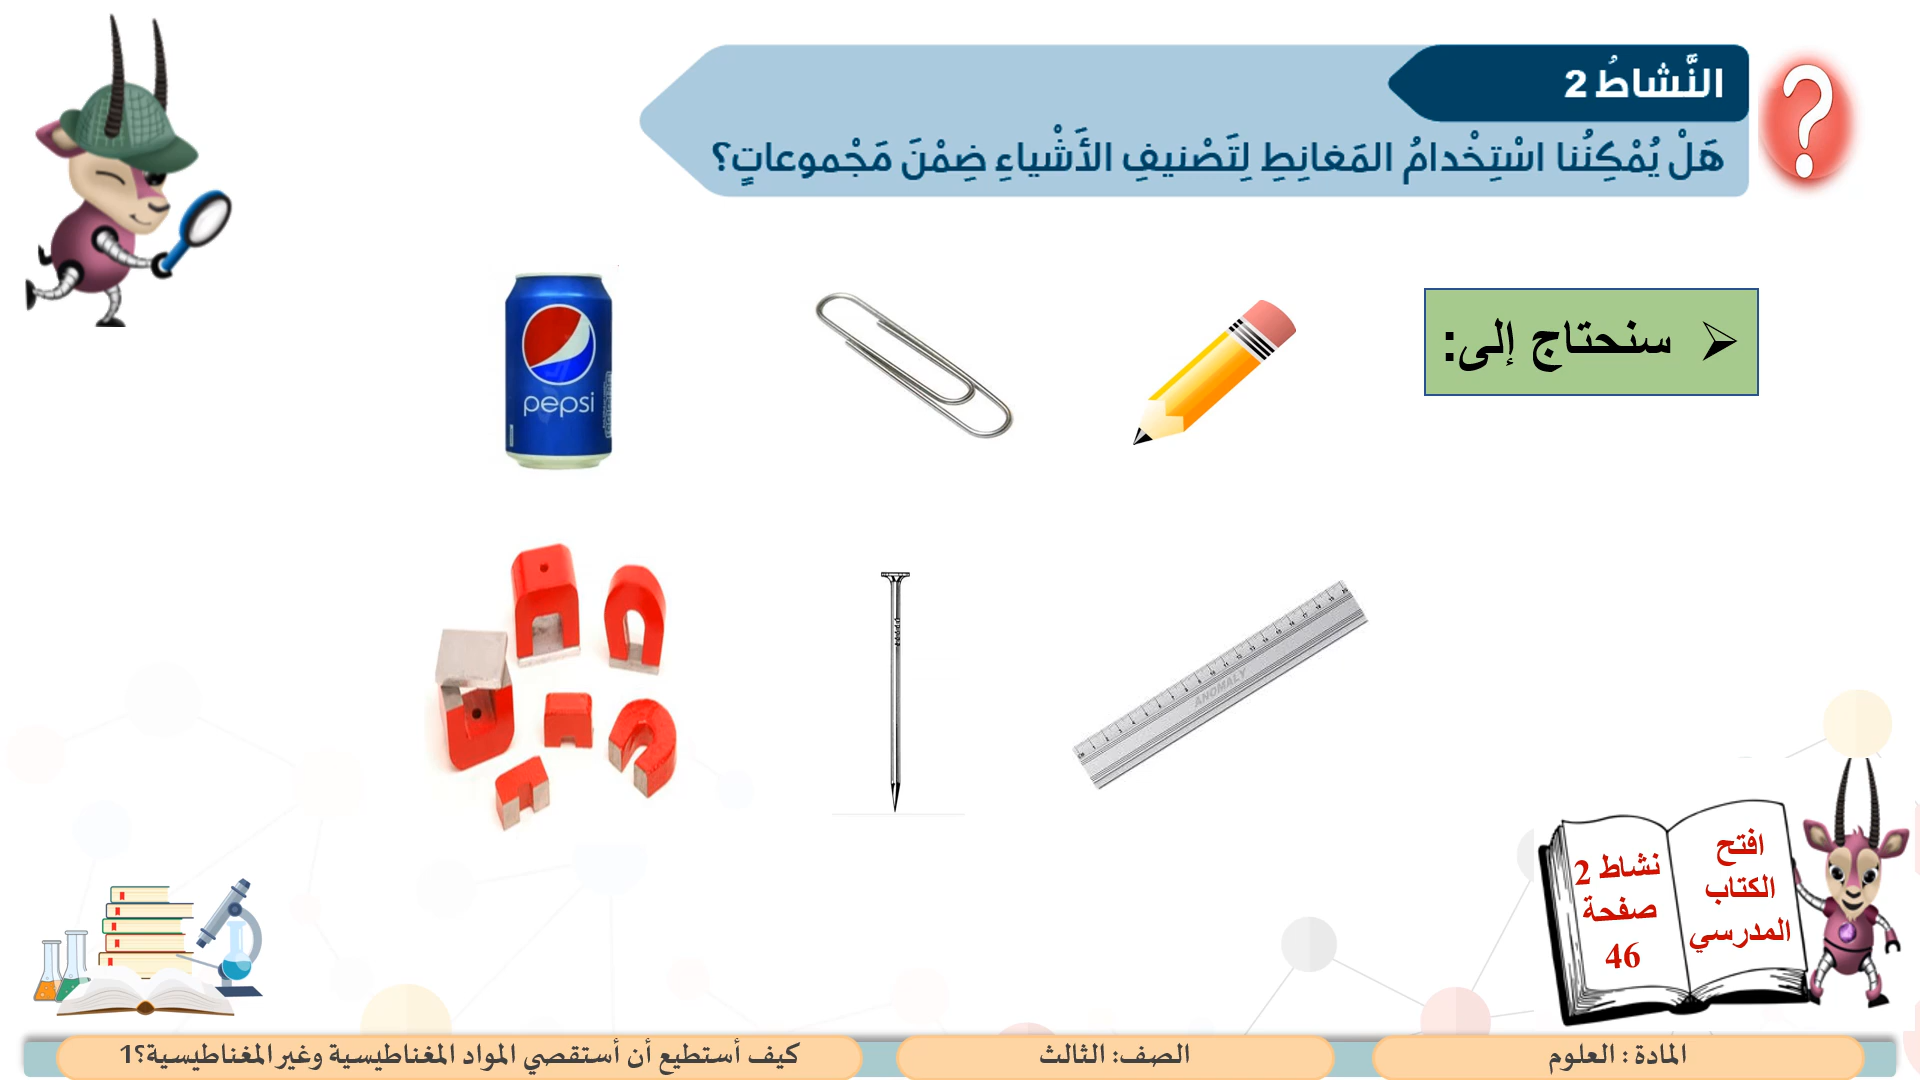 النَّشاطُ 2
هَلْ يُمْكِنُنا اسْتِخْدامُ المَغانِطِ لِتَصْنيفِ الأَشْياءِ ضِمْنَ مَجْموعاتٍ؟
سنحتاج إلى:
pepsi
ANOMALY
افتح
الكتاب
المدرسي
نشاط 2
صفحة
46
المادة : العلوم
الصف: الثالث
كيف أستطيع أن أستقصي المواد المغناطيسية وغير المغناطيسية؟1